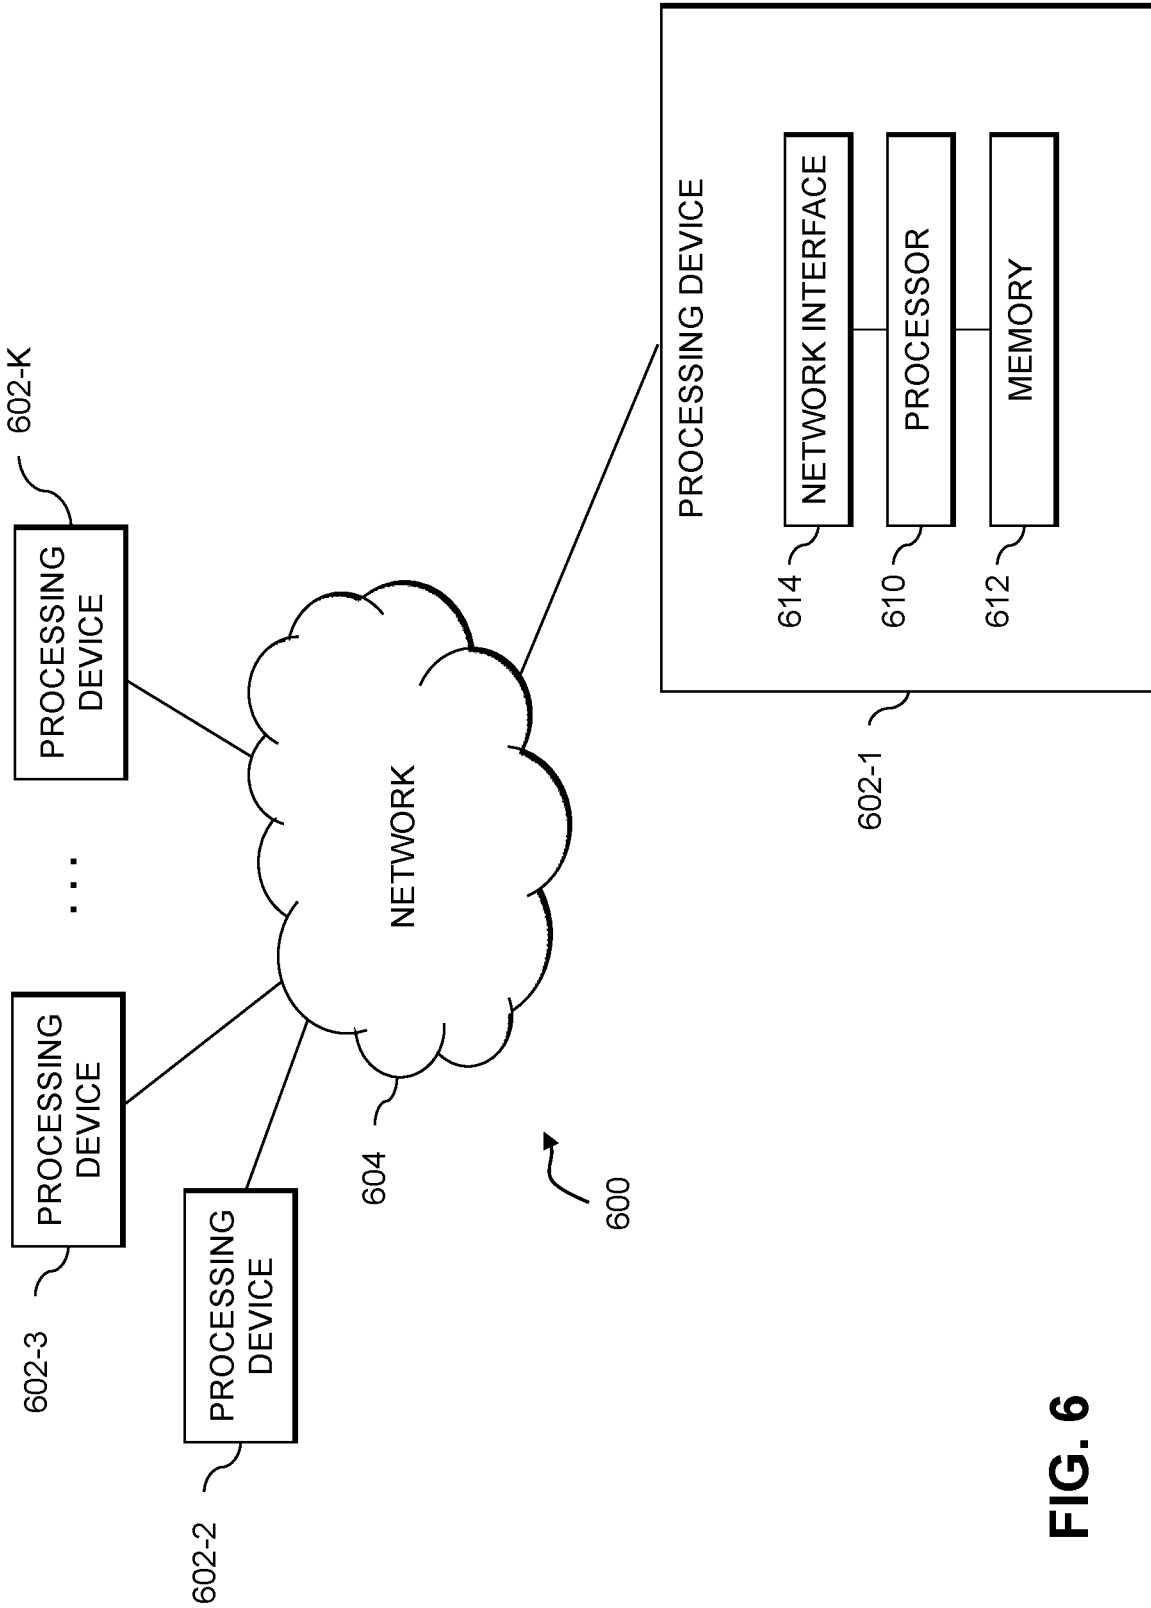 600
PROCESSING DEVICE
602-1
614
NETWORK INTERFACE
610
PROCESSOR
612
MEMORY
604
NETWORK
602-2
PROCESSING
DEVICE
602-3
PROCESSING
DEVICE
...
602-K
PROCESSING
DEVICE
FIG. 6